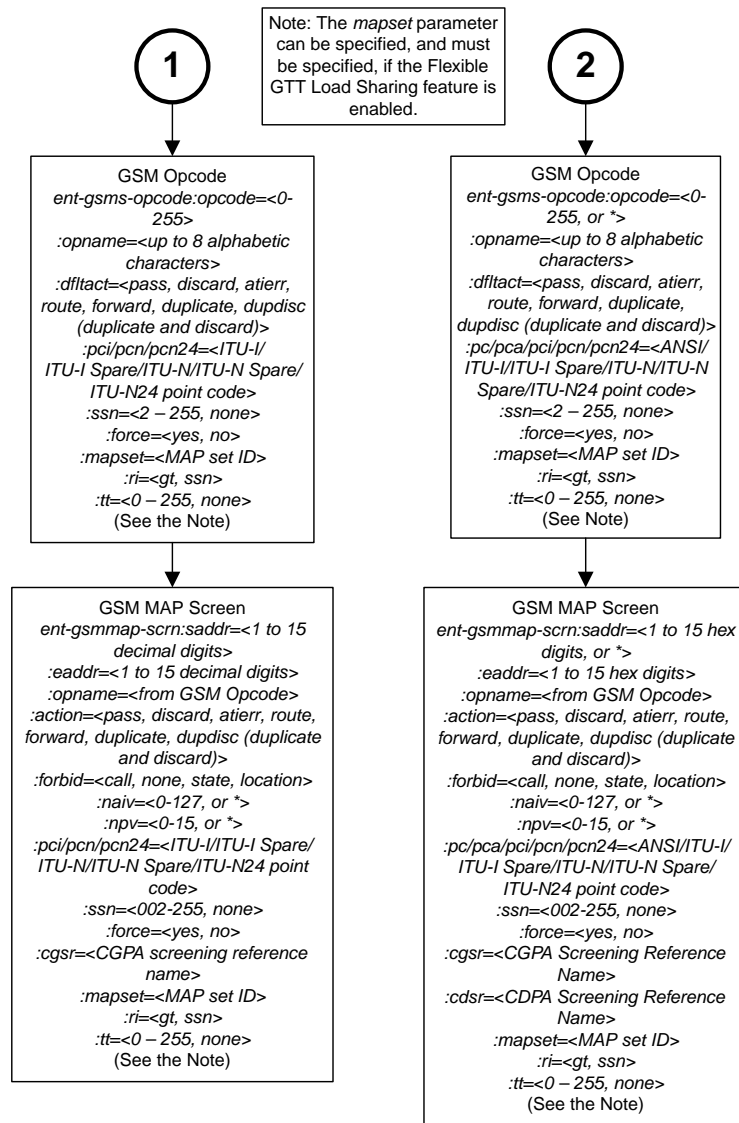 1
Note: The mapset parameter
can be specified, and must
be specified, if the Flexible
GTT Load Sharing feature is
enabled.
2
GSM Opcode
ent-gsms-opcode:opcode=<0-
255>
:opname=<up to 8 alphabetic
characters>
:dfltact=<pass, discard, atierr,
route, forward, duplicate, dupdisc
(duplicate and discard)>
:pci/pcn/pcn24=<ITU-I/
ITU-I Spare/ITU-N/ITU-N Spare/
ITU-N24 point code>
:ssn=<2 – 255, none>
:force=<yes, no>
:mapset=<MAP set ID>
:ri=<gt, ssn>
:tt=<0 – 255, none>
(See the Note)
GSM MAP Screen
ent-gsmmap-scrn:saddr=<1 to 15
decimal digits>
:eaddr=<1 to 15 decimal digits>
:opname=<from GSM Opcode>
:action=<pass, discard, atierr, route,
forward, duplicate, dupdisc (duplicate
and discard)>
:forbid=<call, none, state, location>
:naiv=<0-127, or *>
:npv=<0-15, or *>
:pci/pcn/pcn24=<ITU-I/ITU-I Spare/
ITU-N/ITU-N Spare/ITU-N24 point
code>
:ssn=<002-255, none>
:force=<yes, no>
:cgsr=<CGPA screening reference
name>
:mapset=<MAP set ID>
:ri=<gt, ssn>
:tt=<0 – 255, none>
(See the Note)
GSM Opcode
ent-gsms-opcode:opcode=<0-
255, or *>
:opname=<up to 8 alphabetic
characters>
:dfltact=<pass, discard, atierr,
route, forward, duplicate,
dupdisc (duplicate and discard)>
:pc/pca/pci/pcn/pcn24=<ANSI/
ITU-I/ITU-I Spare/ITU-N/ITU-N
Spare/ITU-N24 point code>
:ssn=<2 – 255, none>
:force=<yes, no>
:mapset=<MAP set ID>
:ri=<gt, ssn>
:tt=<0 – 255, none>
(See Note)
GSM MAP Screen
ent-gsmmap-scrn:saddr=<1 to 15 hex
digits, or *>
:eaddr=<1 to 15 hex digits>
:opname=<from GSM Opcode>
:action=<pass, discard, atierr, route,
forward, duplicate, dupdisc (duplicate
and discard)>
:forbid=<call, none, state, location>
:naiv=<0-127, or *>
:npv=<0-15, or *>
:pc/pca/pci/pcn/pcn24=<ANSI/ITU-I/
ITU-I Spare/ITU-N/ITU-N Spare/
ITU-N24 point code>
:ssn=<002-255, none>
:force=<yes, no>
:cgsr=<CGPA Screening Reference
Name>
:cdsr=<CDPA Screening Reference
Name>
:mapset=<MAP set ID>
:ri=<gt, ssn>
:tt=<0 – 255, none>
(See the Note)